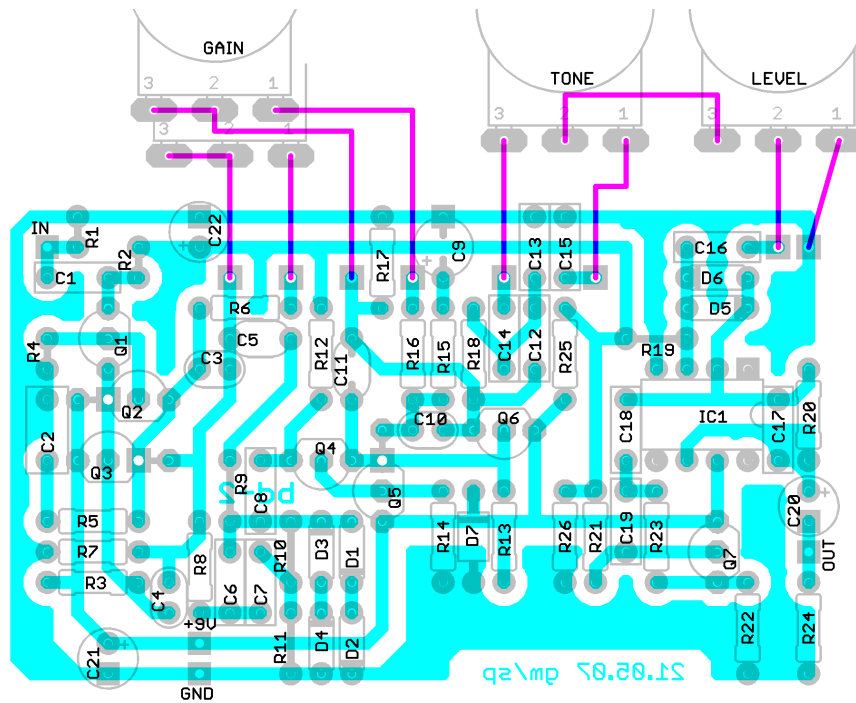 GAIN
TONE
LEVEL
3 2 1
3 2 1
3 2 1
3 2 1
IN
R1
R2
C22
R17
C9
C13
C15
C16
C1
D6
R6
D5
Q1
R4
C5
C3
R12
C11
R16
R15
R18
C14
C12
R25
R19
Q2
C2
C10
Q6
C18
IC1
C17
R20
Q3
Q4
R9
C8
bd-2
Q5
C20
R5
R7
R3
R8
R10
D3
D1
R14
D7
R13
R26
R21
C19
R23
Q7
OUT
C4
C6
C7
+9V
R11
D4
D2
R22
R24
C21
GND
21.05.07 gm/sp